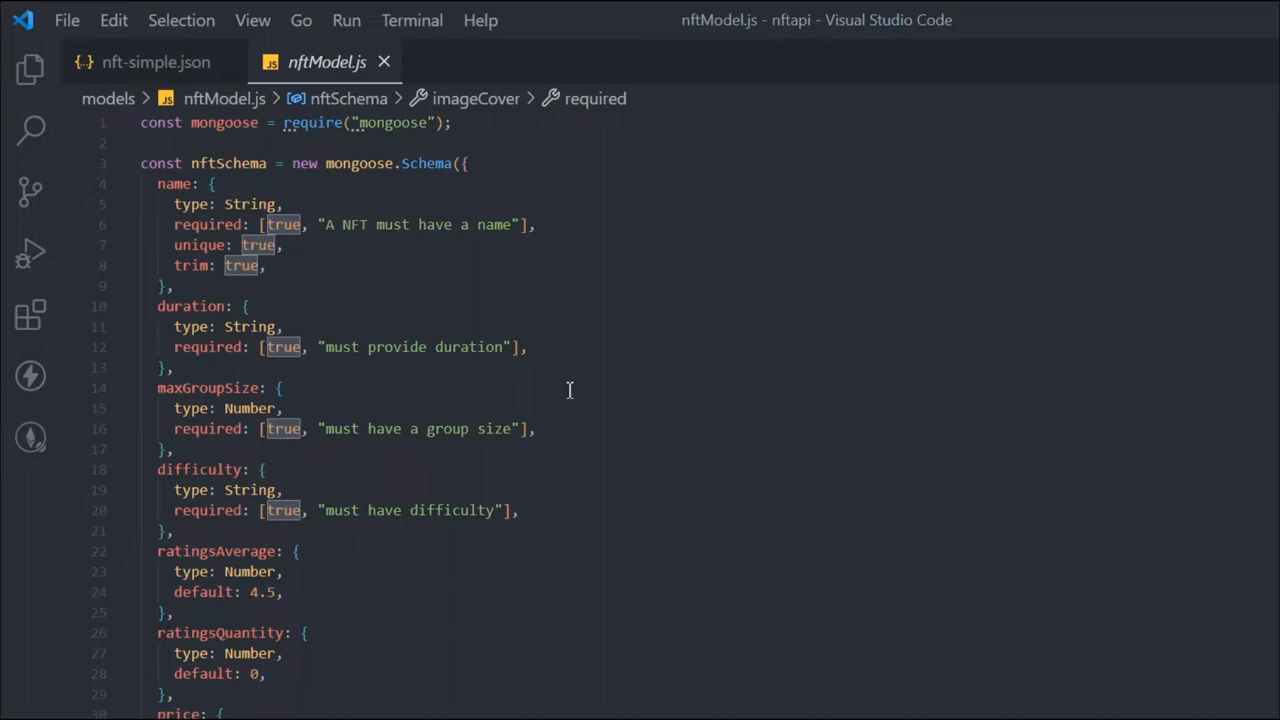 File Edit Selection View Go Run Terminal Help nftModel.js - nftapi - Visual Studio Code
{..} nft-simple.json JS nftModel.js ×
models > JS nftModel.js > nftSchema > imageCover > required
1 const mongoose = require("mongoose");
2
3 const nftSchema = new mongoose.Schema({
4 name: {
5 type: String,
6 required: [true, "A NFT must have a name"],
7 unique: true,
8 trim: true,
9 },
10 duration: {
11 type: String,
12 required: [true, "must provide duration"],
13 },
14 maxGroupSize: {
15 type: Number,
16 required: [true, "must have a group size"],
17 },
18 difficulty: {
19 type: String,
20 required: [true, "must have difficulty"],
21 },
22 ratingsAverage: {
23 type: Number,
24 default: 4.5,
25 },
26 ratingsQuantity: {
27 type: Number,
28 default: 0,
29 },
30 price: {